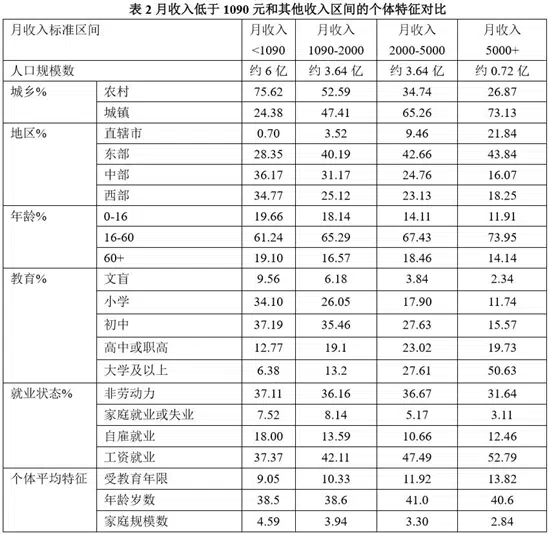 表 2 月收入低于 1090 元和其他收入区间的个体特征对比
月收入标准区间 月收入 <1090 月收入 1090-2000 月收入 2000-5000 月收入 5000+
人口规模数 约 6 亿 约 3.64 亿 约 3.64 亿 约 0.72 亿
城乡% 农村 75.62 52.59 34.74 26.87
城镇 24.38 47.41 65.26 73.13
地区% 直辖市 0.70 3.52 9.46 21.84
东部 28.35 40.19 42.66 43.84
中部 36.17 31.17 24.76 16.07
西部 34.77 25.12 23.13 18.25
年龄% 0-16 19.66 18.14 14.11 11.91
16-60 61.24 65.29 67.43 73.95
60+ 19.10 16.57 18.46 14.14
教育% 文盲 9.56 6.18 3.84 2.34
小学 34.10 26.05 17.90 11.74
初中 37.19 35.46 27.63 15.57
高中或职高 12.77 19.1 23.02 19.73
大学及以上 6.38 13.2 27.61 50.63
就业状态% 非劳动力 37.11 36.16 36.67 31.64
家庭就业或失业 7.52 8.14 5.17 3.11
自雇就业 18.00 13.59 10.66 12.46
工资就业 37.37 42.11 47.49 52.79
个体平均特征 受教育年限 9.05 10.33 11.92 13.82
年龄岁数 38.5 38.6 41.0 40.6
家庭规模数 4.59 3.94 3.30 2.84